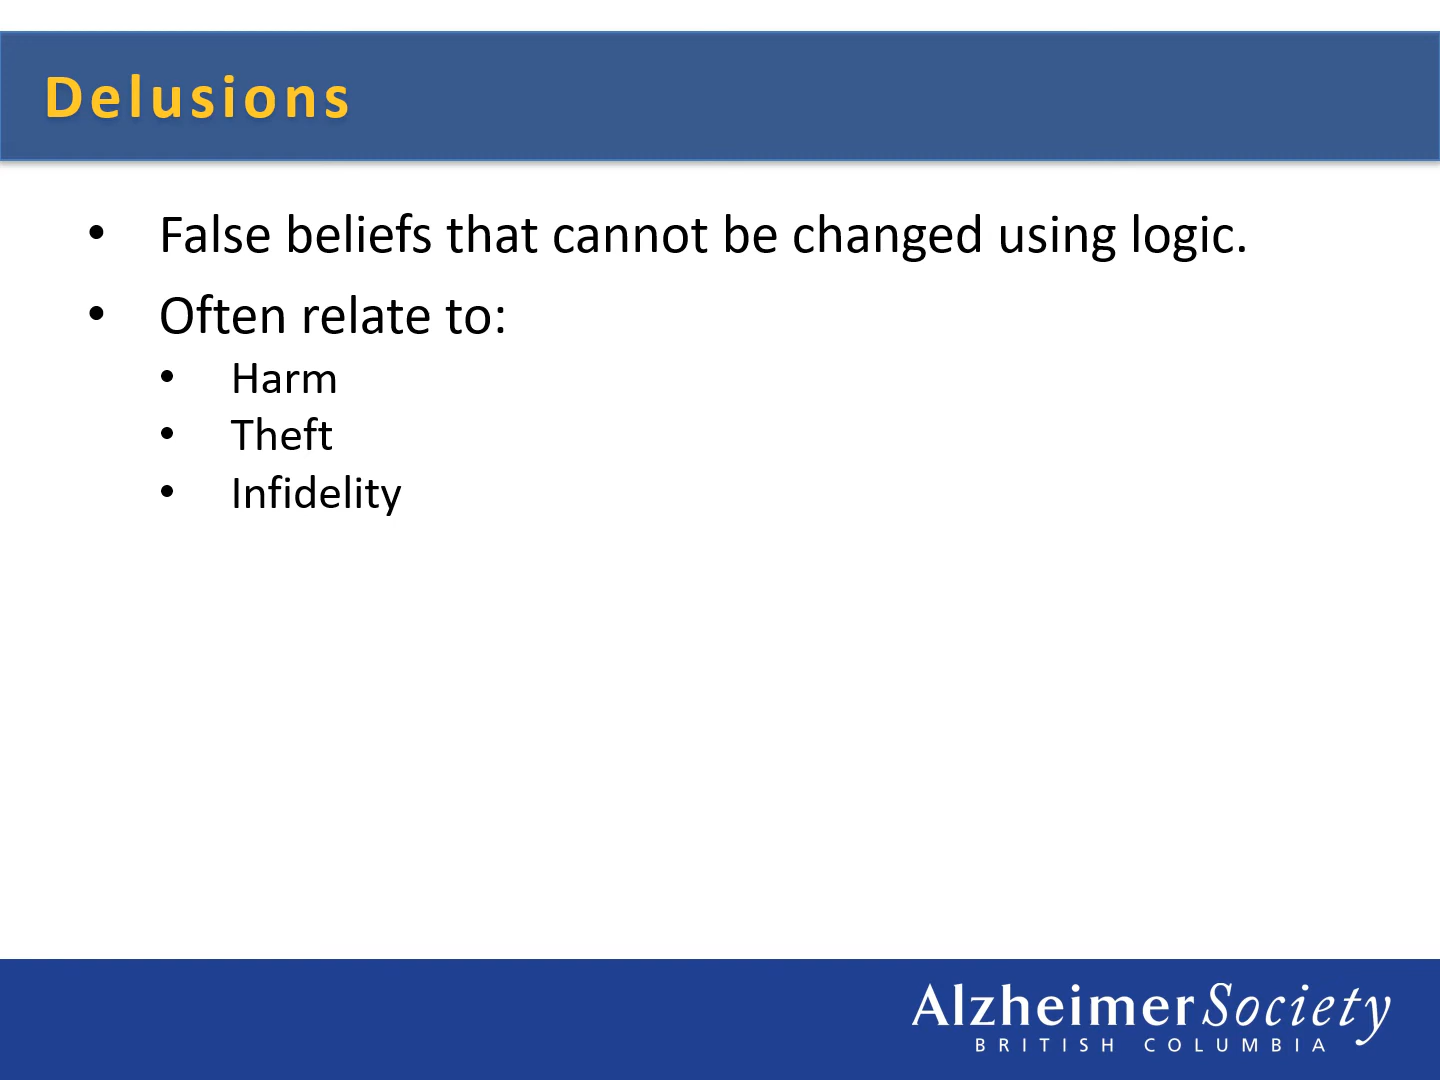 Delusions
• False beliefs that cannot be changed using logic.
• Often relate to:
• Harm
• Theft
• Infidelity
AlzheimerSociety
BRITISH COLUMBIA